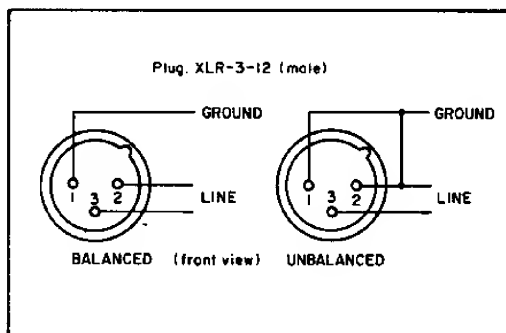 Plug. XLR-3-12 (male)
GROUND
GROUND
1 3 2
LINE
1 3 2
LINE
BALANCED (front view) UNBALANCED